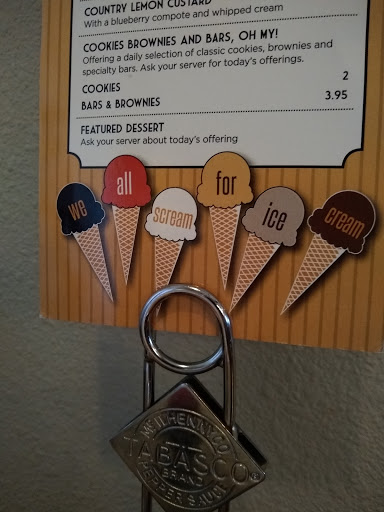 COUNTRY LEMON CUSTARD
With a blueberry compote and whipped cream
COOKIES BROWNIES AND BARS, OH MY!
Offering a daily selection of classic cookies, brownies and
specialty bars. Ask your server for today's offerings.
COOKIES 2
BARS & BROWNIES 3.95
FEATURED DESSERT
Ask your server about today's offering
we all scream for ice cream
McILHENNY CO
TABASCO®
BRAND
PEPPER SAUCE